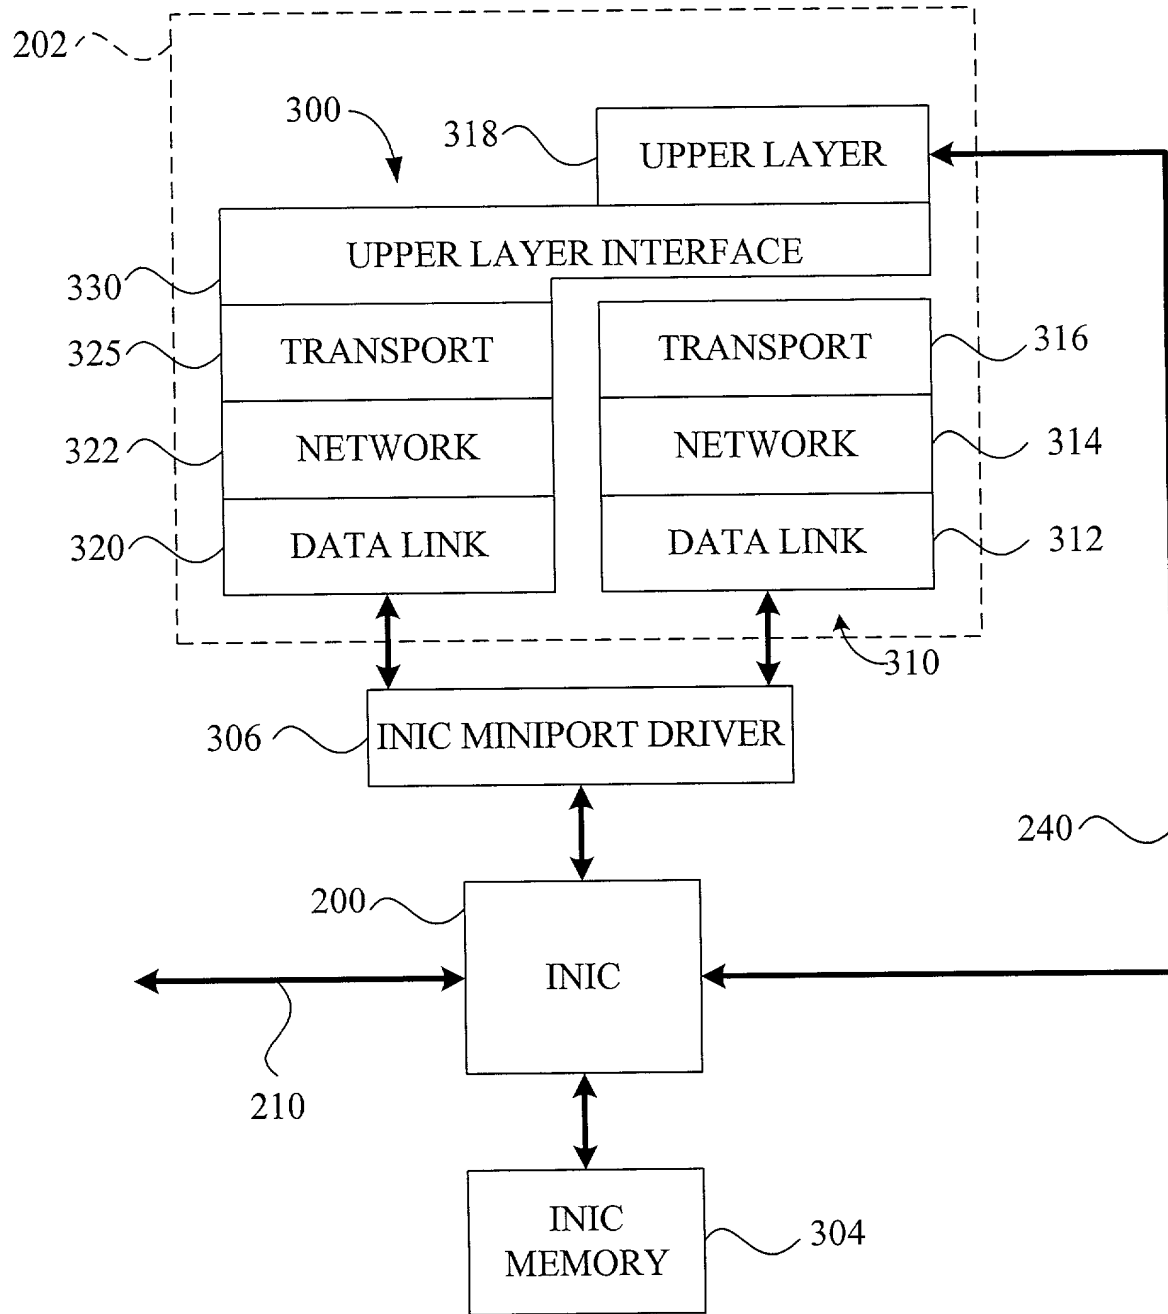 202
300
318
UPPER LAYER
UPPER LAYER INTERFACE
330
325
TRANSPORT
TRANSPORT
316
322
NETWORK
NETWORK
314
320
DATA LINK
DATA LINK
312
310
306
INIC MINIPORT DRIVER
240
200
INIC
210
INIC
MEMORY
304